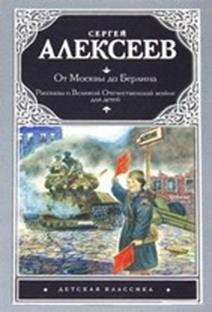 СЕРГЕЙ
АЛЕКСЕЕВ
От Москвы до Берлина
Рассказы о Великой Отечественной войне
для детей
ДЕТСКАЯ КЛАССИКА